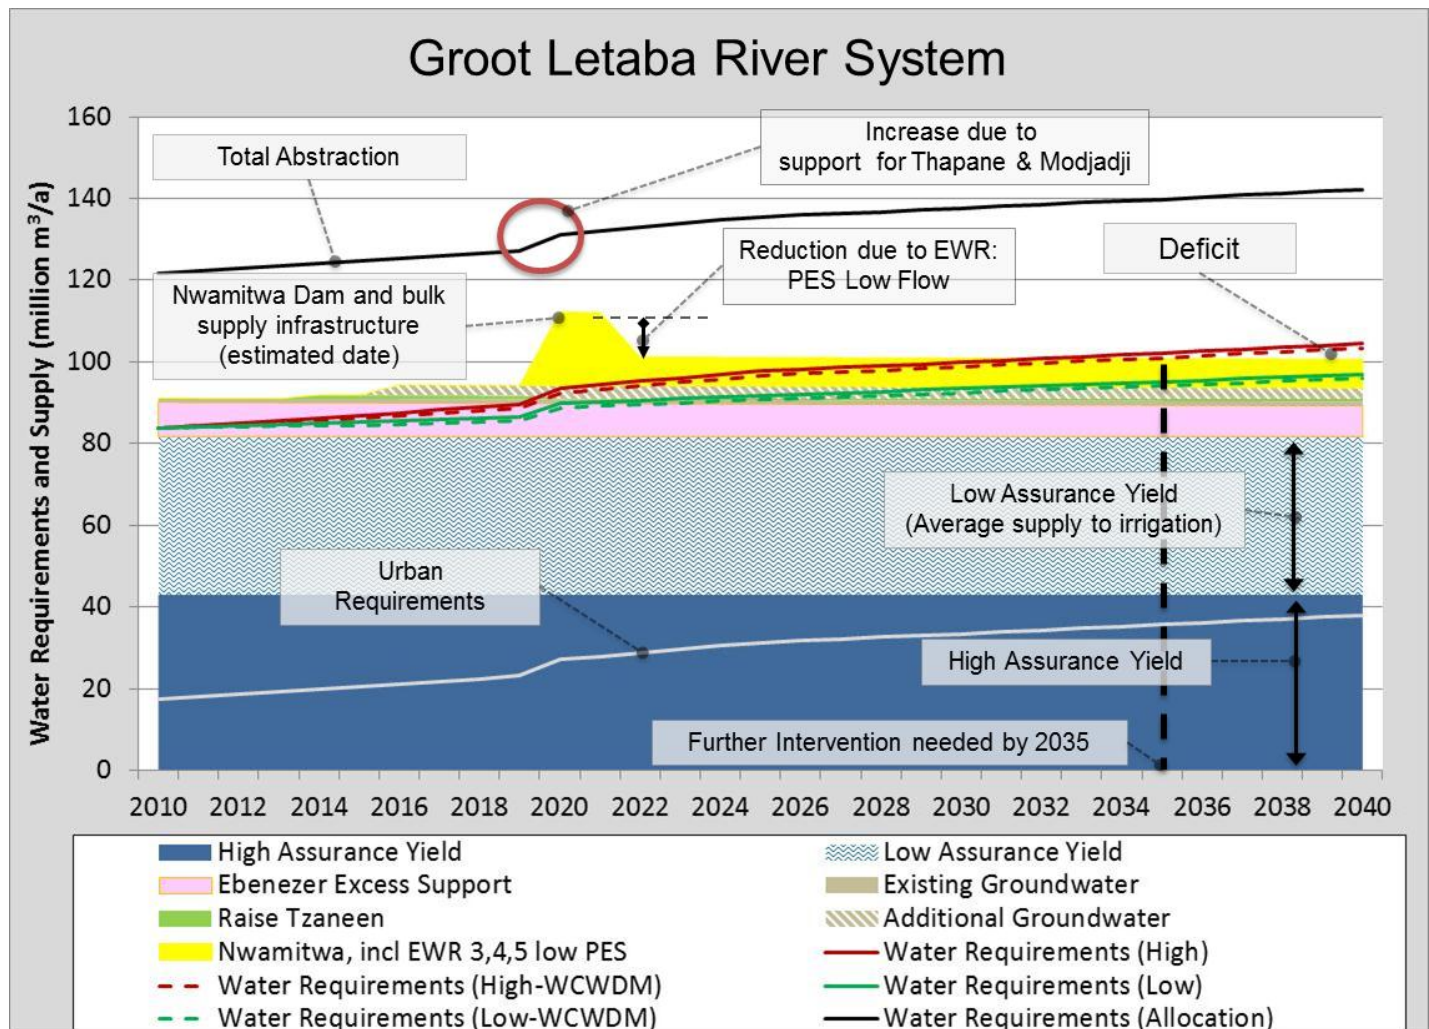 Groot Letaba River System
Water Requirements and Supply (million m³/a)
160
140
120
100
80
60
40
20
0
Total Abstraction
Increase due to
support for Thapane & Modjadji
Reduction due to EWR:
PES Low Flow
Deficit
Nwamitwa Dam and bulk
supply infrastructure
(estimated date)
Low Assurance Yield
(Average supply to irrigation)
Urban
Requirements
High Assurance Yield
Further Intervention needed by 2035
2010 2012 2014 2016 2018 2020 2022 2024 2026 2028 2030 2032 2034 2036 2038 2040
High Assurance Yield
Low Assurance Yield
Ebenezer Excess Support
Existing Groundwater
Raise Tzaneen
Additional Groundwater
Nwamitwa, incl EWR 3,4,5 low PES
Water Requirements (High)
Water Requirements (High-WCWDM)
Water Requirements (Low)
Water Requirements (Low-WCWDM)
Water Requirements (Allocation)